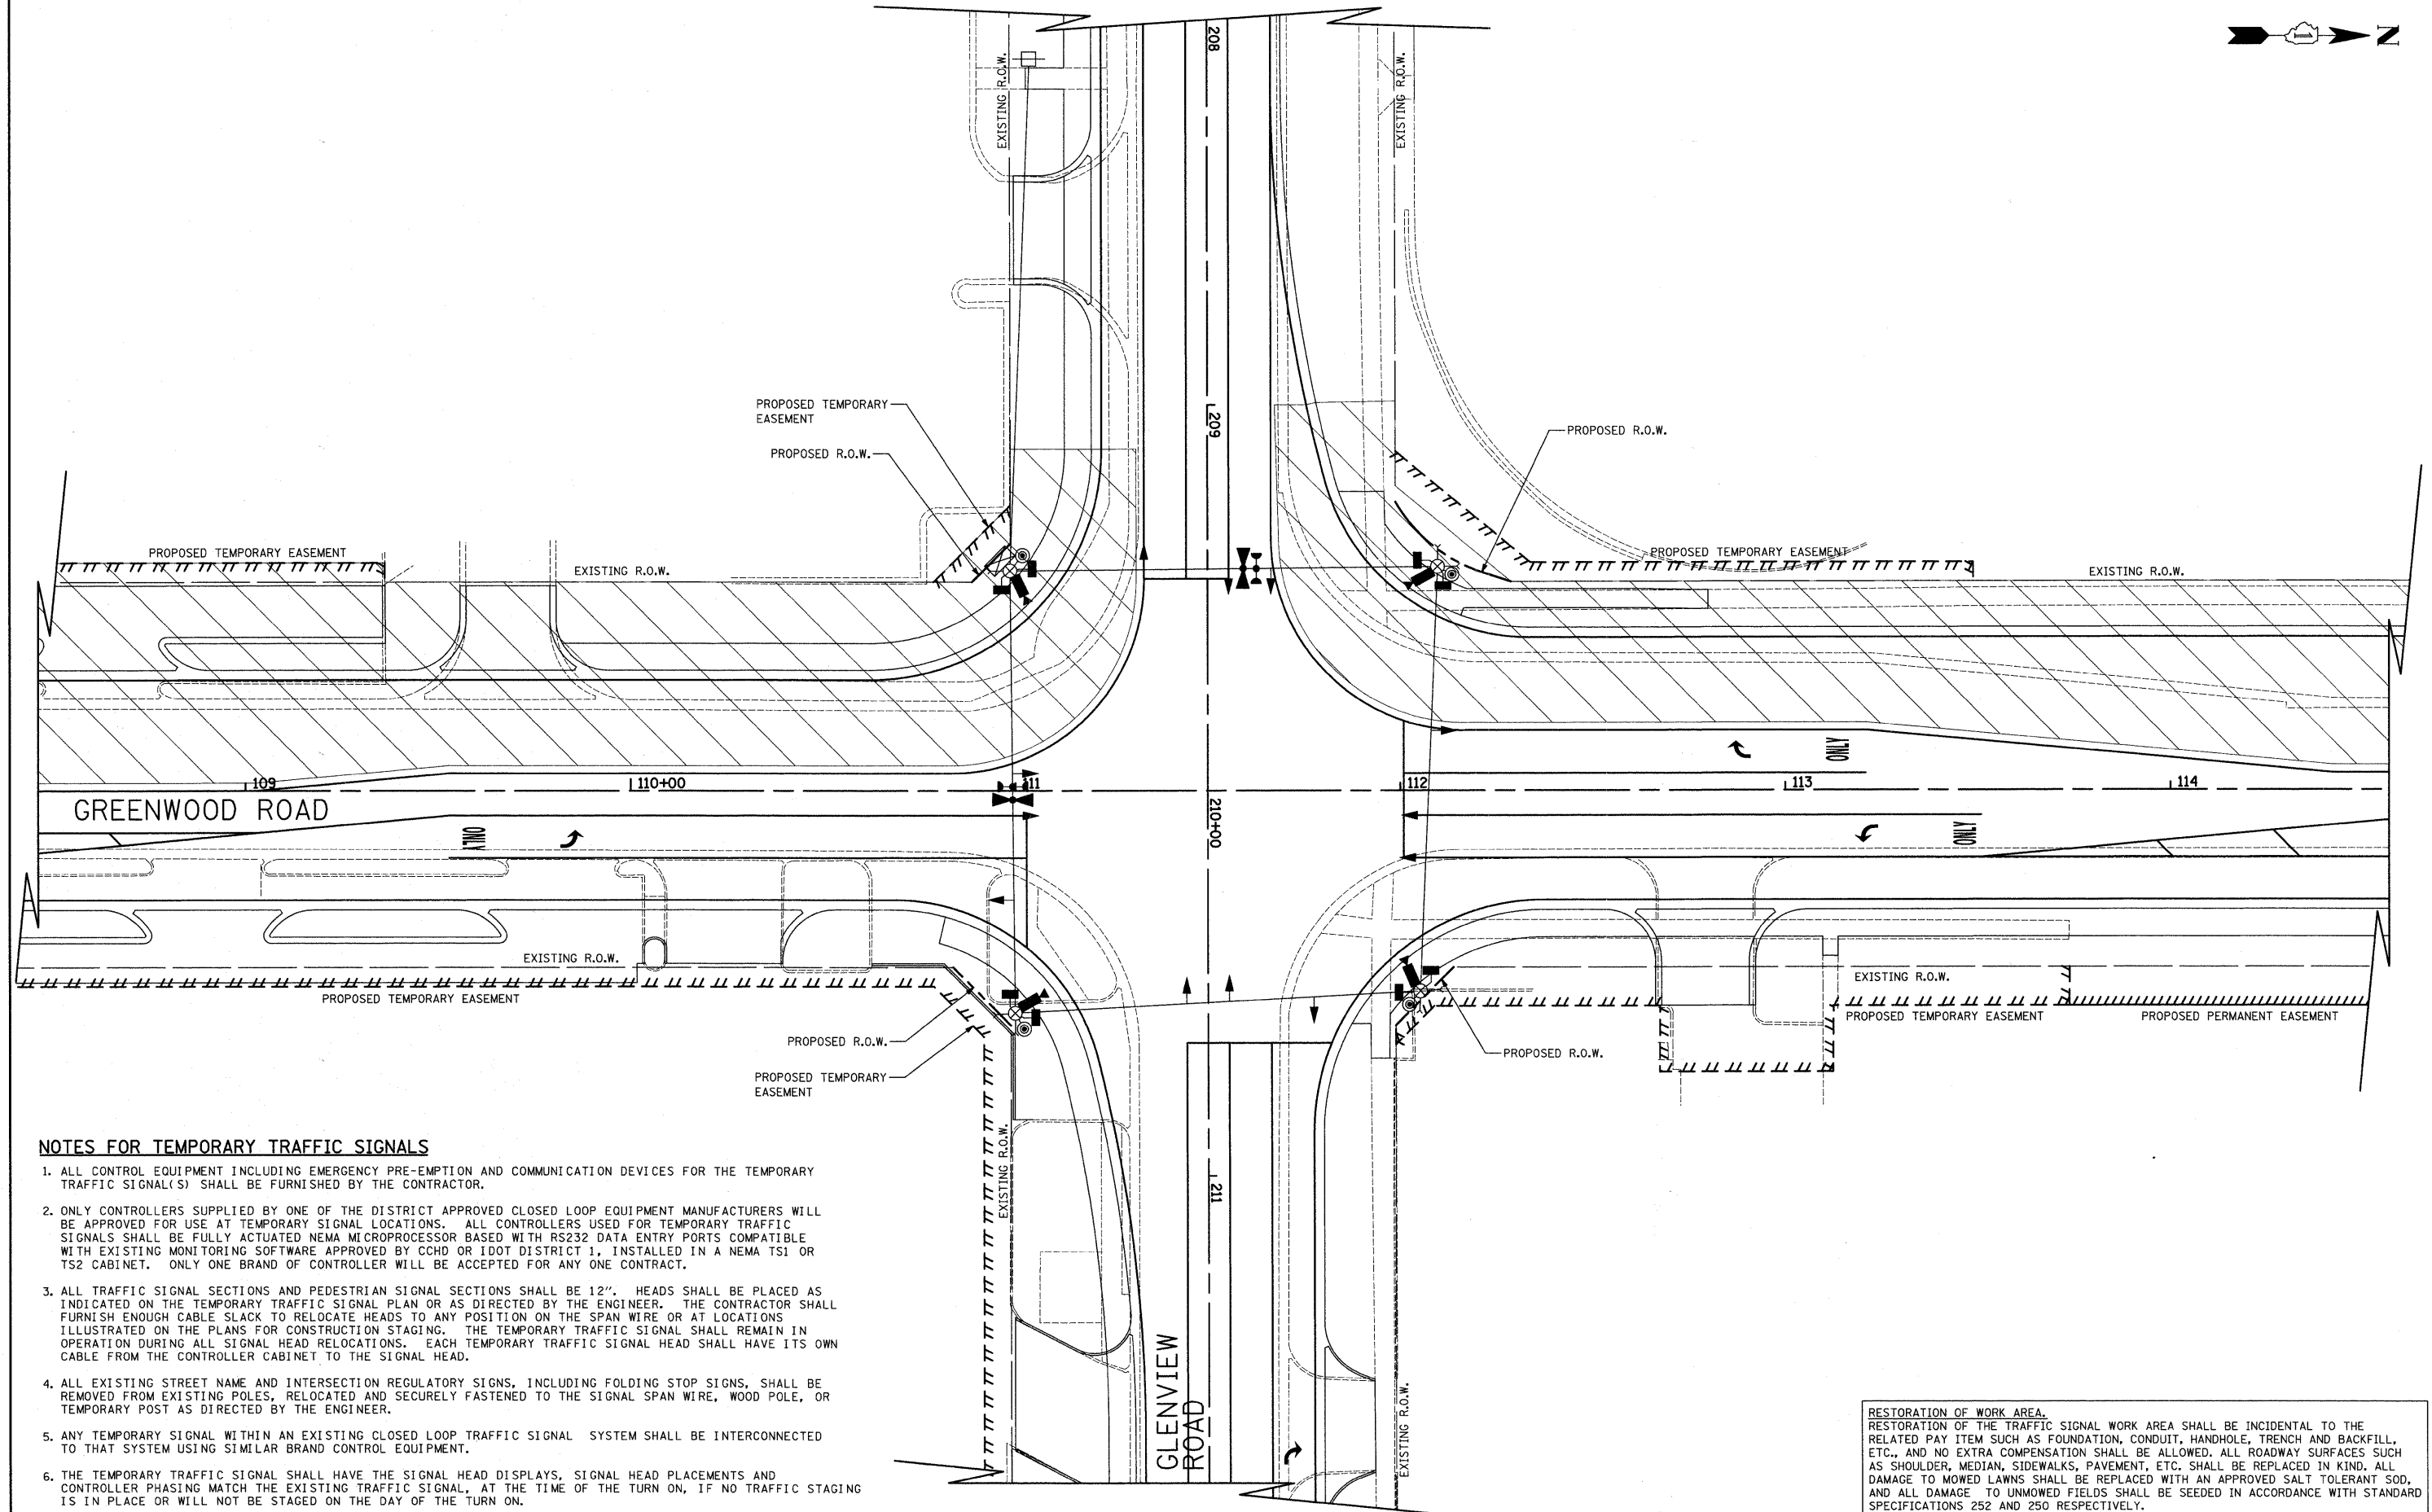 208
N
EXISTING R.O.W.
EXISTING R.O.W.
PROPOSED TEMPORARY
EASEMENT
PROPOSED R.O.W.
209
PROPOSED R.O.W.
PROPOSED TEMPORARY EASEMENT
EXISTING R.O.W.
PROPOSED TEMPORARY EASEMENT
EXISTING R.O.W.
ONLY
109
110+00
111
112
113
114
GREENWOOD ROAD
210+00
ONLY
ONLY
EXISTING R.O.W.
PROPOSED TEMPORARY EASEMENT
EXISTING R.O.W.
PROPOSED TEMPORARY EASEMENT
PROPOSED PERMANENT EASEMENT
PROPOSED R.O.W.
PROPOSED TEMPORARY
EASEMENT
PROPOSED R.O.W.
EXISTING R.O.W.
211
GLENVIEW
ROAD
EXISTING R.O.W.
NOTES FOR TEMPORARY TRAFFIC SIGNALS
1. ALL CONTROL EQUIPMENT INCLUDING EMERGENCY PRE-EMPTION AND COMMUNICATION DEVICES FOR THE TEMPORARY
TRAFFIC SIGNAL(S) SHALL BE FURNISHED BY THE CONTRACTOR.
2. ONLY CONTROLLERS SUPPLIED BY ONE OF THE DISTRICT APPROVED CLOSED LOOP EQUIPMENT MANUFACTURERS WILL
BE APPROVED FOR USE AT TEMPORARY SIGNAL LOCATIONS. ALL CONTROLLERS USED FOR TEMPORARY TRAFFIC
SIGNALS SHALL BE FULLY ACTUATED NEMA MICROPROCESSOR BASED WITH RS232 DATA ENTRY PORTS COMPATIBLE
WITH EXISTING MONITORING SOFTWARE APPROVED BY CCHD OR IDOT DISTRICT 1, INSTALLED IN A NEMA TS1 OR
TS2 CABINET. ONLY ONE BRAND OF CONTROLLER WILL BE ACCEPTED FOR ANY ONE CONTRACT.
3. ALL TRAFFIC SIGNAL SECTIONS AND PEDESTRIAN SIGNAL SECTIONS SHALL BE 12". HEADS SHALL BE PLACED AS
INDICATED ON THE TEMPORARY TRAFFIC SIGNAL PLAN OR AS DIRECTED BY THE ENGINEER. THE CONTRACTOR SHALL
FURNISH ENOUGH CABLE SLACK TO RELOCATE HEADS TO ANY POSITION ON THE SPAN WIRE OR AT LOCATIONS
ILLUSTRATED ON THE PLANS FOR CONSTRUCTION STAGING. THE TEMPORARY TRAFFIC SIGNAL SHALL REMAIN IN
OPERATION DURING ALL SIGNAL HEAD RELOCATIONS. EACH TEMPORARY TRAFFIC SIGNAL HEAD SHALL HAVE ITS OWN
CABLE FROM THE CONTROLLER CABINET TO THE SIGNAL HEAD.
4. ALL EXISTING STREET NAME AND INTERSECTION REGULATORY SIGNS, INCLUDING FOLDING STOP SIGNS, SHALL BE
REMOVED FROM EXISTING POLES, RELOCATED AND SECURELY FASTENED TO THE SIGNAL SPAN WIRE, WOOD POLE, OR
TEMPORARY POST AS DIRECTED BY THE ENGINEER.
5. ANY TEMPORARY SIGNAL WITHIN AN EXISTING CLOSED LOOP TRAFFIC SIGNAL SYSTEM SHALL BE INTERCONNECTED
TO THAT SYSTEM USING SIMILAR BRAND CONTROL EQUIPMENT.
6. THE TEMPORARY TRAFFIC SIGNAL SHALL HAVE THE SIGNAL HEAD DISPLAYS, SIGNAL HEAD PLACEMENTS AND
CONTROLLER PHASING MATCH THE EXISTING TRAFFIC SIGNAL, AT THE TIME OF THE TURN ON, IF NO TRAFFIC STAGING
IS IN PLACE OR WILL NOT BE STAGED ON THE DAY OF THE TURN ON.
RESTORATION OF WORK AREA.
RESTORATION OF THE TRAFFIC SIGNAL WORK AREA SHALL BE INCIDENTAL TO THE
RELATED PAY ITEM SUCH AS FOUNDATION, CONDUIT, HANDHOLE, TRENCH AND BACKFILL,
ETC., AND NO EXTRA COMPENSATION SHALL BE ALLOWED. ALL ROADWAY SURFACES SUCH
AS SHOULDER, MEDIAN, SIDEWALKS, PAVEMENT, ETC. SHALL BE REPLACED IN KIND. ALL
DAMAGE TO MOWED LAWNS SHALL BE REPLACED WITH AN APPROVED SALT TOLERANT SOD,
AND ALL DAMAGE TO UNMOWED FIELDS SHALL BE SEEDED IN ACCORDANCE WITH STANDARD
SPECIFICATIONS 252 AND 250 RESPECTIVELY.